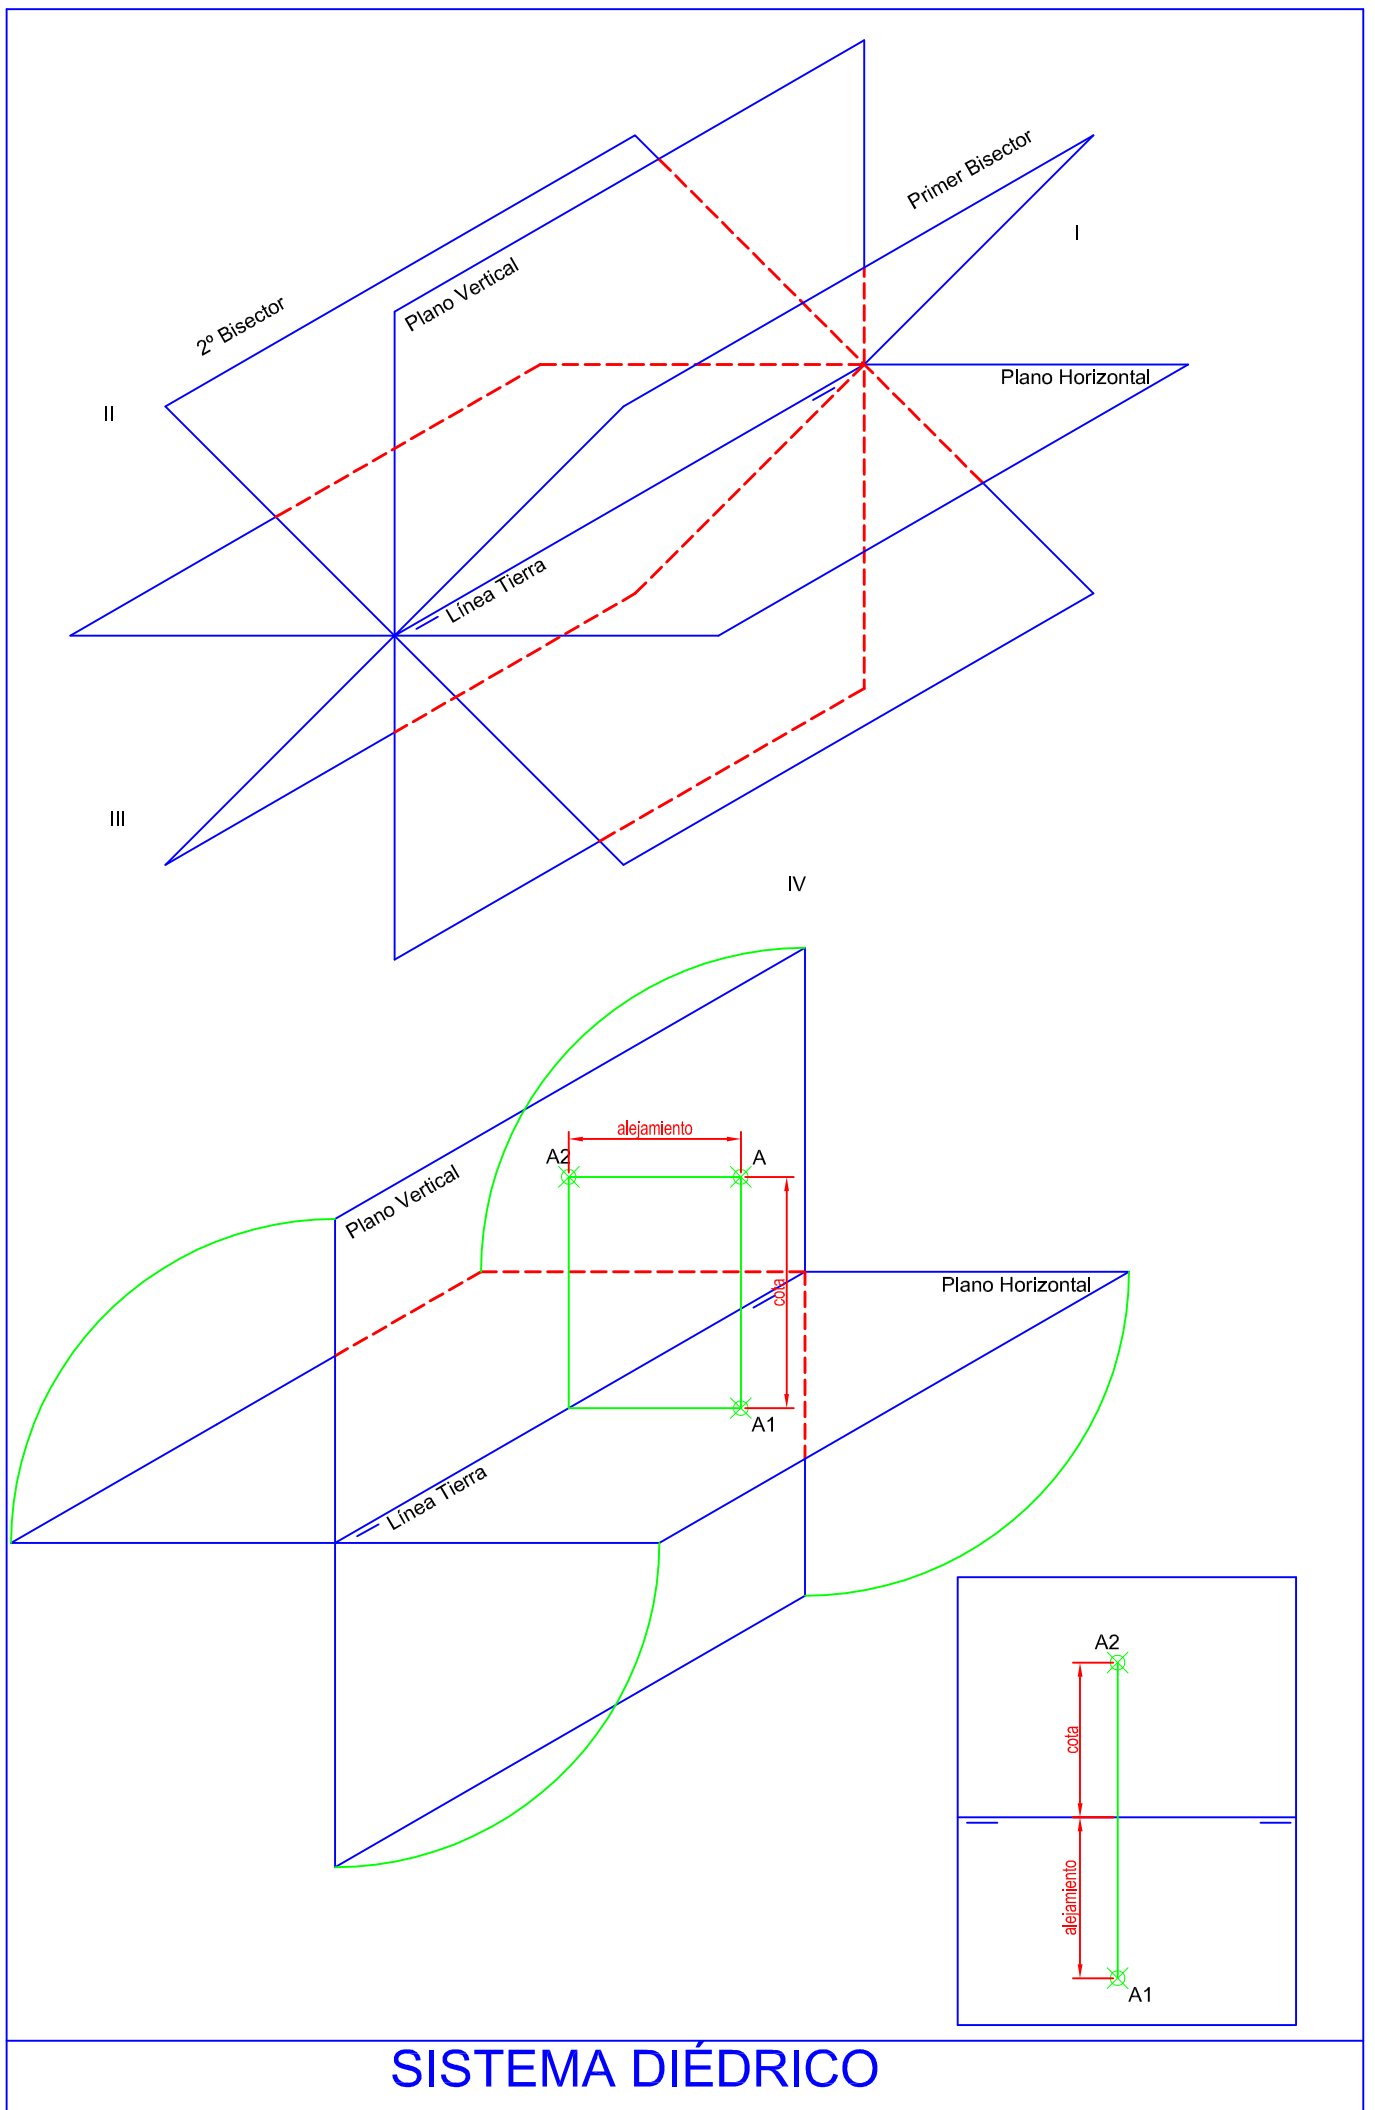 Primer Bisector
I
Plano Vertical
2º Bisector
Plano Horizontal
II
Línea Tierra
III
IV
alejamiento
A2
A
Plano Vertical
cota
Plano Horizontal
A1
Línea Tierra
A2
cota
alejamiento
A1
SISTEMA DIÉDRICO